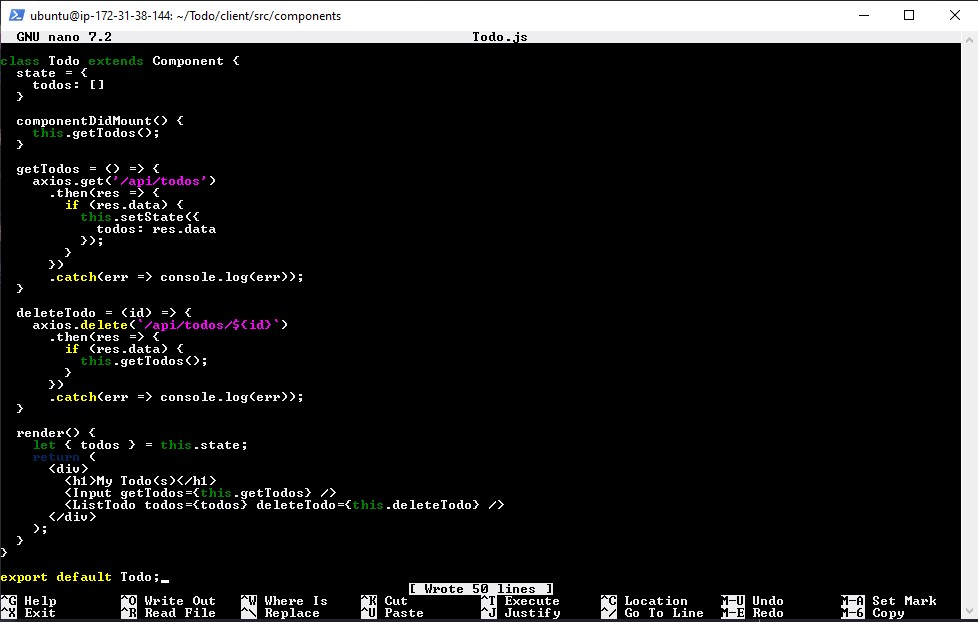 ubuntu@ip-172-31-38-144: ~/Todo/client/src/components
GNU nano 7.2 Todo.js
class Todo extends Component {
  state = {
    todos: []
  }

  componentDidMount() {
    this.getTodos();
  }

  getTodos = () => {
    axios.get('/api/todos')
      .then(res => {
        if (res.data) {
          this.setState({
            todos: res.data
          });
        }
      })
      .catch(err => console.log(err));
  }

  deleteTodo = (id) => {
    axios.delete(`/api/todos/${id}`)
      .then(res => {
        if (res.data) {
          this.getTodos();
        }
      })
      .catch(err => console.log(err));
  }

  render() {
    let { todos } = this.state;
    return (
      <div>
        <h1>My Todo(s)</h1>
        <Input getTodos={this.getTodos} />
        <ListTodo todos={todos} deleteTodo={this.deleteTodo} />
      </div>
    );
  }
}

export default Todo;
[ Wrote 50 lines ]
^G Help ^O Write Out ^W Where Is ^K Cut ^T Execute ^C Location M-U Undo M-A Set Mark
^X Exit ^R Read File ^\ Replace ^U Paste ^J Justify ^/ Go To Line M-E Redo M-6 Copy